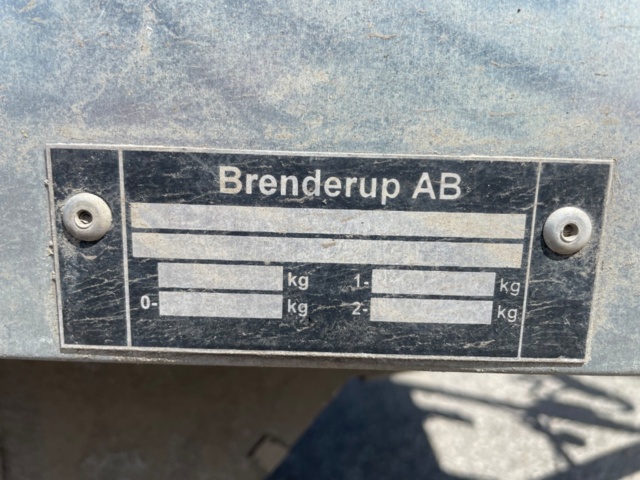 Brenderup AB
kg 1- kg
0- kg 2- kg